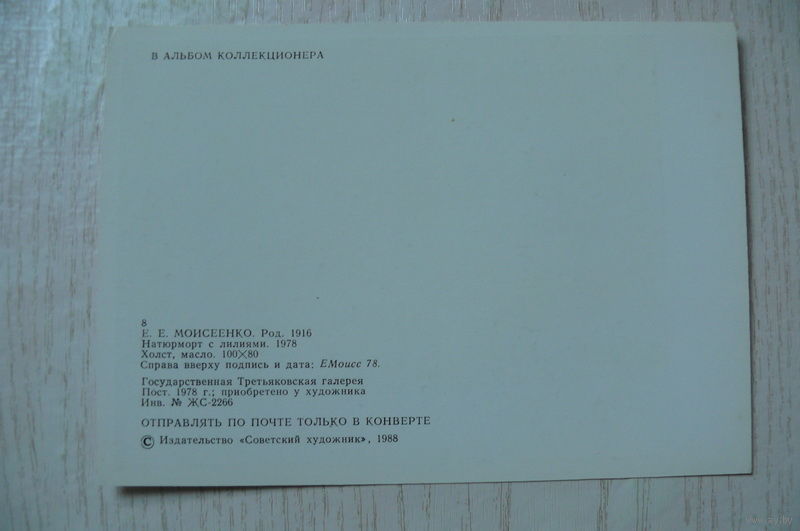 В АЛЬБОМ КОЛЛЕКЦИОНЕРА
8
Е. Е. МОИСЕЕНКО. Род. 1916
Натюрморт с лилиями. 1978
Холст, масло. 100×80
Справа вверху подпись и дата: ЕМоисс 78.
Государственная Третьяковская галерея
Пост. 1978 г.; приобретено у художника
Инв. № ЖС-2266
ОТПРАВЛЯТЬ ПО ПОЧТЕ ТОЛЬКО В КОНВЕРТЕ
© Издательство «Советский художник», 1988